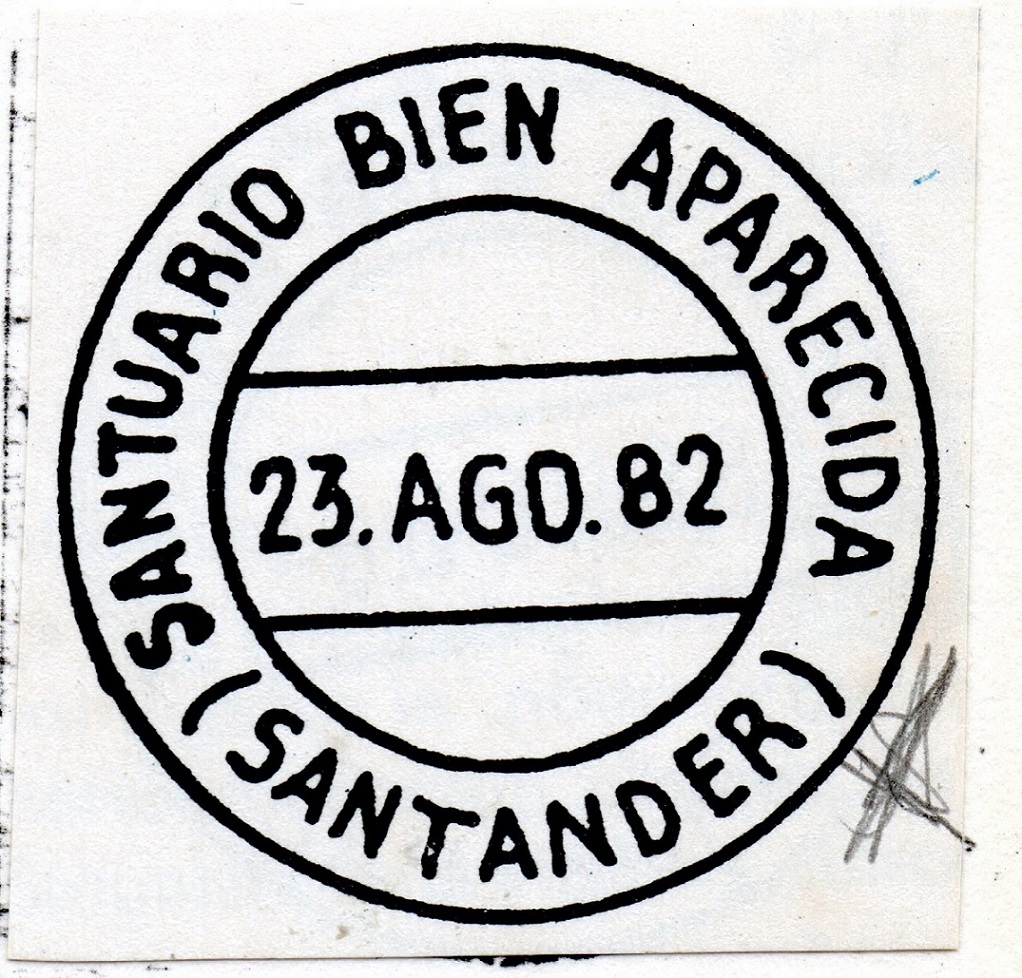 SANTUARIO BIEN APARECIDA
23. AGO. 82
(SANTANDER)